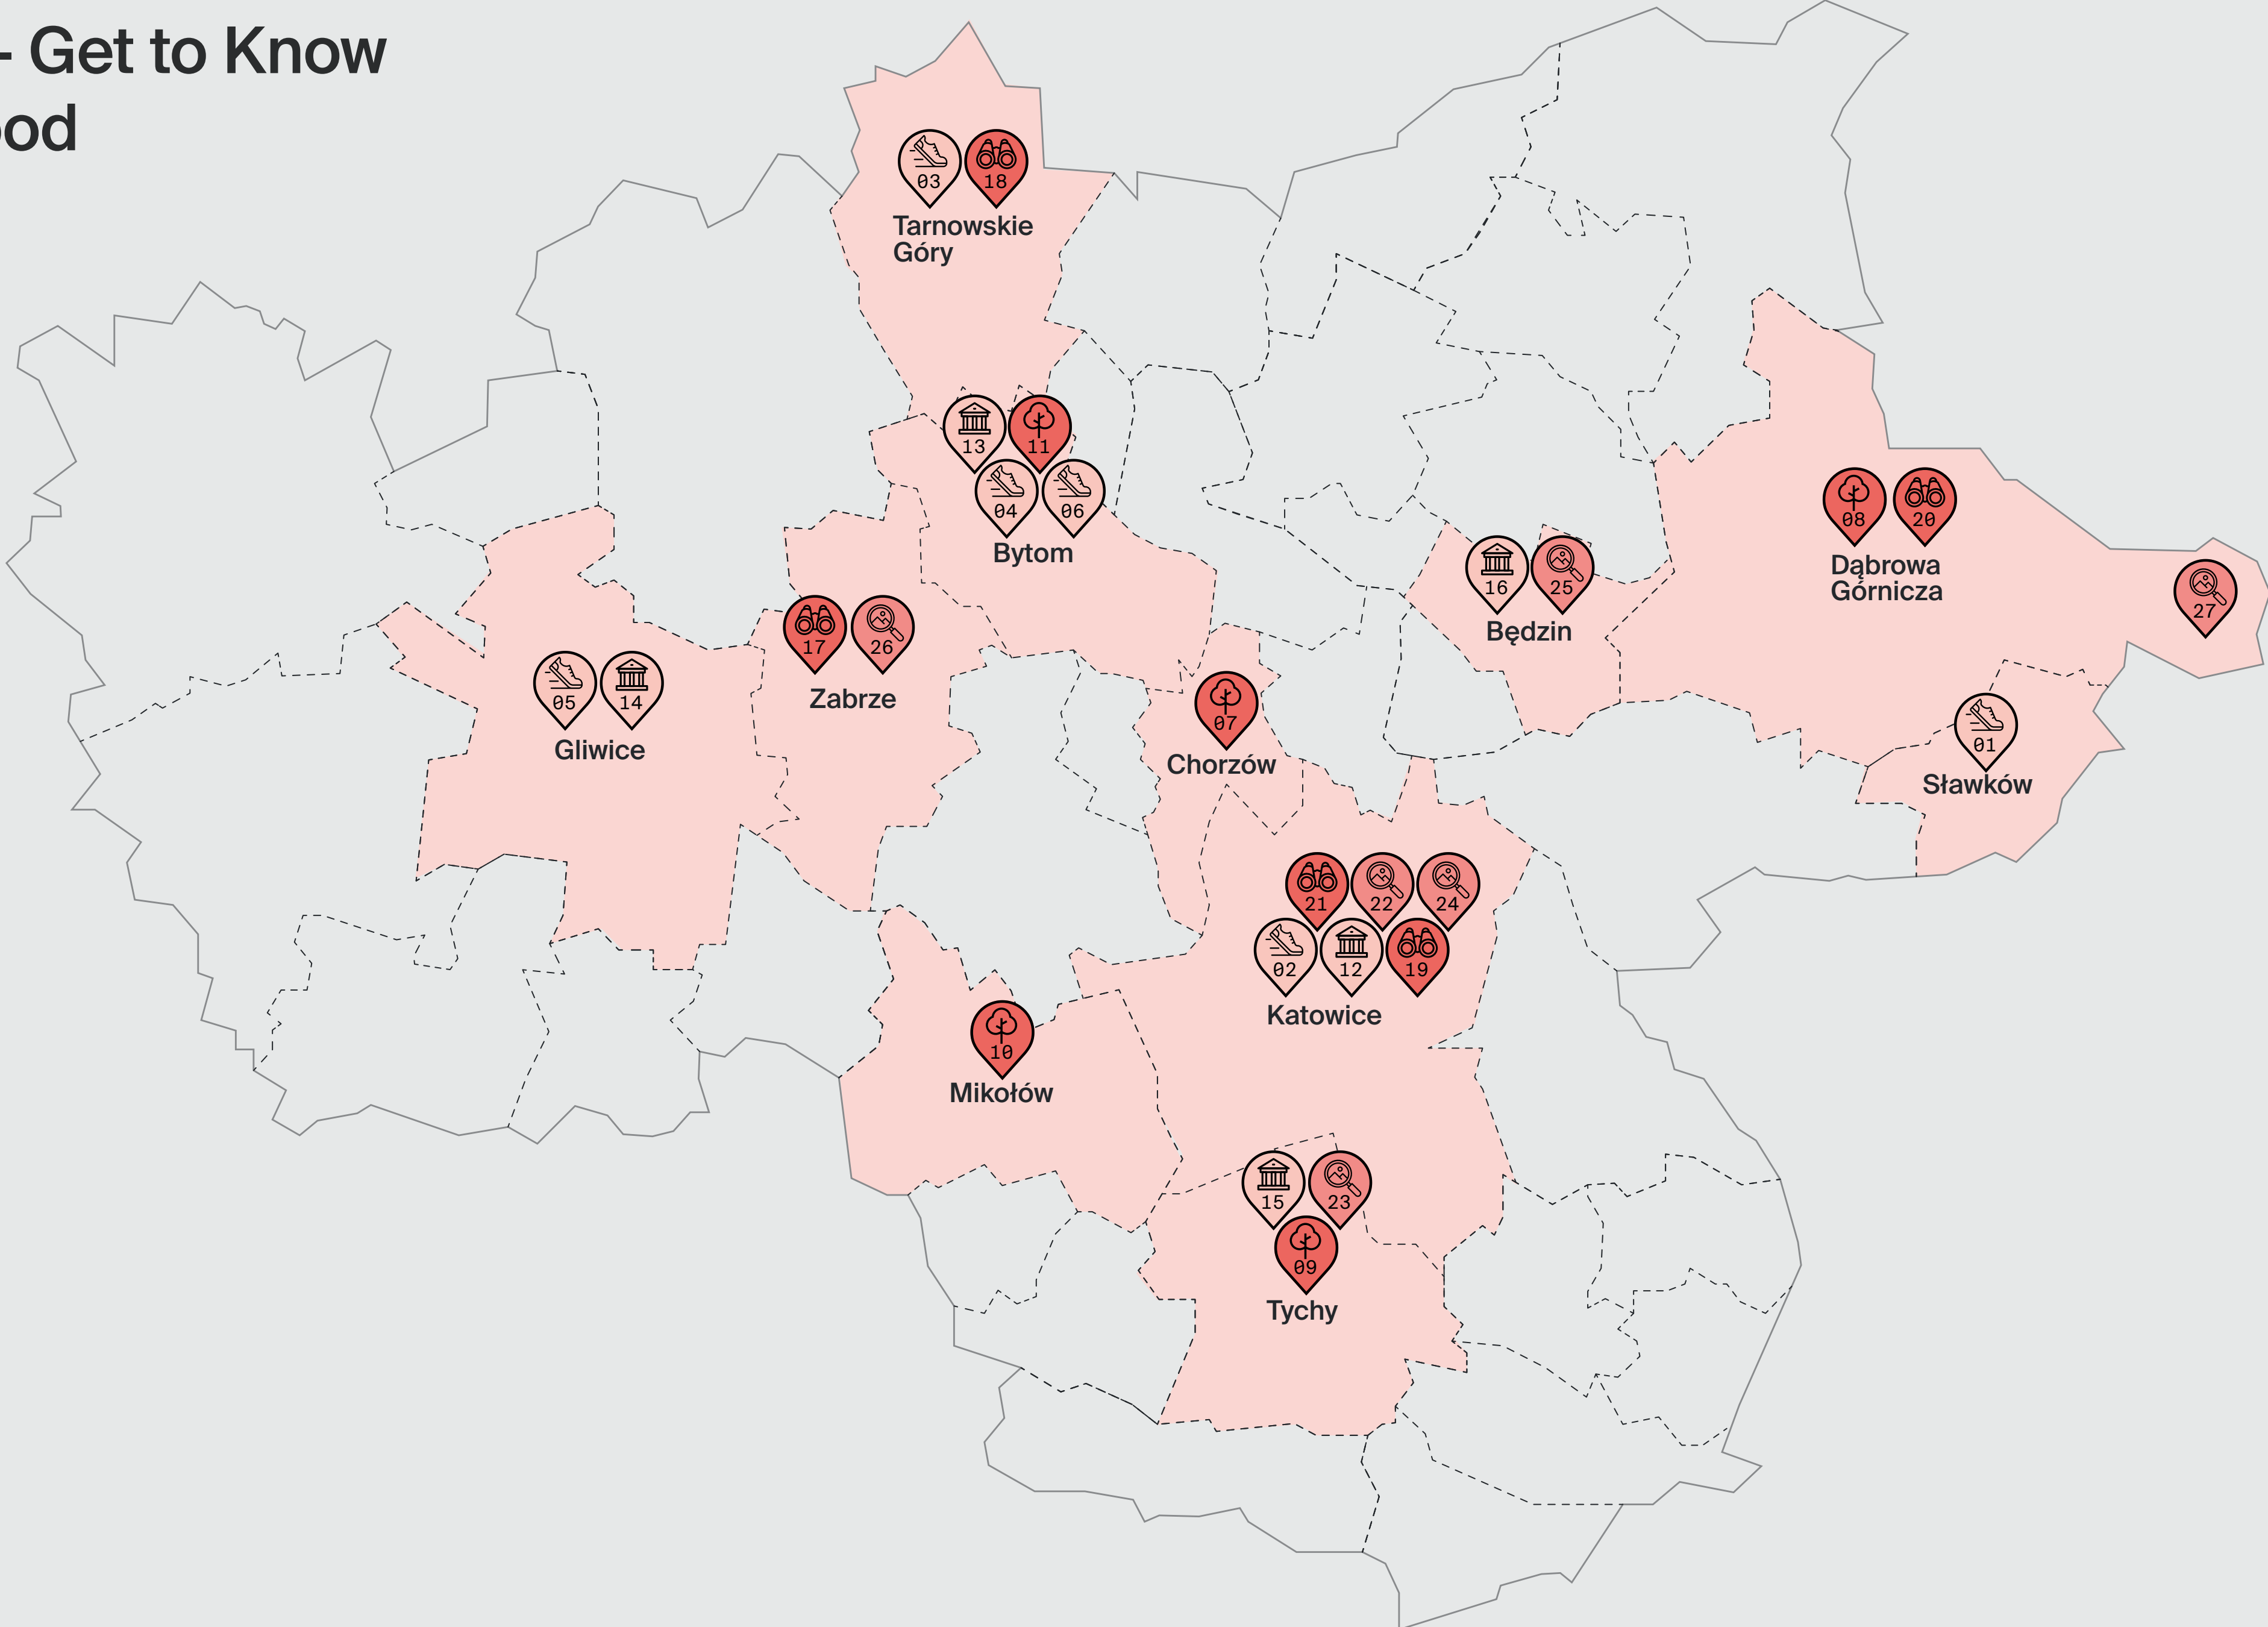 - Get to Know
ood
03 18
Tarnowskie
Góry
13 11
04 06
Bytom
08 20
Dąbrowa
Górnicza
16 25
Będzin
27
17 26
Zabrze
05 14
Gliwice
07
Chorzów
01
Sławków
21 22 24
02 12 19
Katowice
10
Mikołów
15 23
09
Tychy